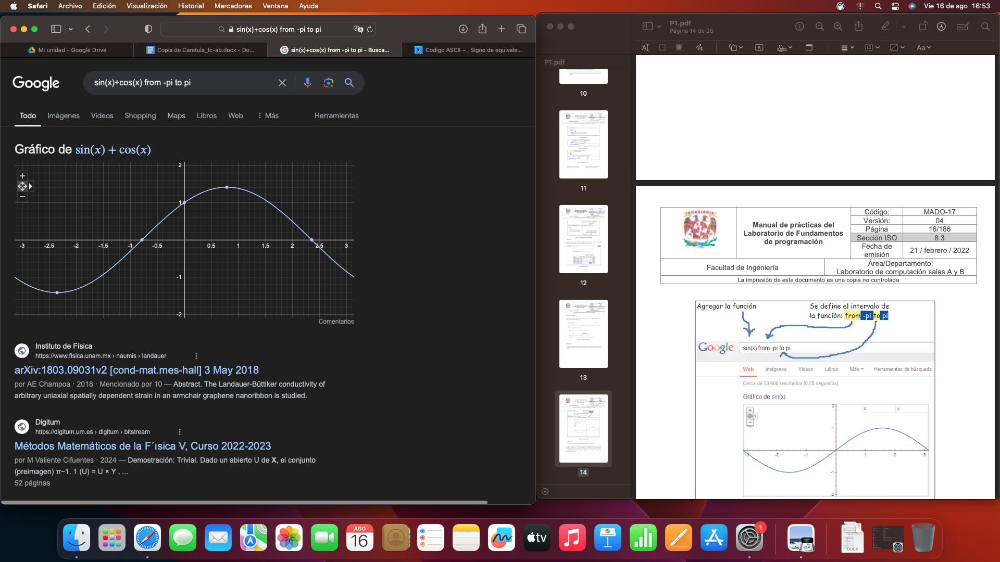 Safari Archivo Edición Visualización Historial Marcadores Ventana Ayuda Vie 16 de ago 16:53
sin(x)+cos(x) from -pi to pi
Mi unidad - Google Drive
Copia de Caratula_lc-ab.docx - Do...
sin(x)+cos(x) from -pi to pi - Busca...
Codigo ASCII ~ , Signo de equivale...
Google
sin(x)+cos(x) from -pi to pi
Todo Imágenes Videos Shopping Maps Libros Web Más Herramientas
Gráfico de sin(x) + cos(x)
+
−
2
1
-3 -2.5 -2 -1.5 -1 -0.5 0.5 1 1.5 2 2.5 3
-1
-2
Comentarios
Instituto de Física
https://www.fisica.unam.mx › naumis › landauer
arXiv:1803.09031v2 [cond-mat.mes-hall] 3 May 2018
por AE Champoa · 2018 · Mencionado por 10 — Abstract. The Landauer-Büttiker conductivity of
arbitrary uniaxial spatially dependent strain in an armchair graphene nanoribbon is studied.
Digitum
https://digitum.um.es › digitum › bitstream
Métodos Matemáticos de la F´ısica V, Curso 2022-2023
por M Valiente Cifuentes · 2024 — Demostración: Trivial. Dado un abierto U de X, el conjunto
(preimagen) π−1. 1 (U) = U × Y , ...
52 páginas
P1.pdf
Página 14 de 26
Aa
P1.pdf
10
11
12
13
14
INGENIERIA
Manual de prácticas del
Laboratorio de Fundamentos
de programación
Código: MADO-17
Versión: 04
Página 16/186
Sección ISO 8.3
Fecha de
emisión 21 / febrero / 2022
Facultad de Ingeniería
Área/Departamento:
Laboratorio de computación salas A y B
La impresión de este documento es una copia no controlada
Agregar la función
Se define el intervalo de
la función: from -pi to pi
Google sin(x) from -pi to pi
Web Imágenes Videos Libros Más Herramientas de búsqueda
Cerca de 53,600 resultados (0.28 segundos)
Gráfico de sin(x)
+
−
x: y:
2
1
-3 -2 -1 1 2 3
-1
-2
AGO
16
tv
1
DOCX